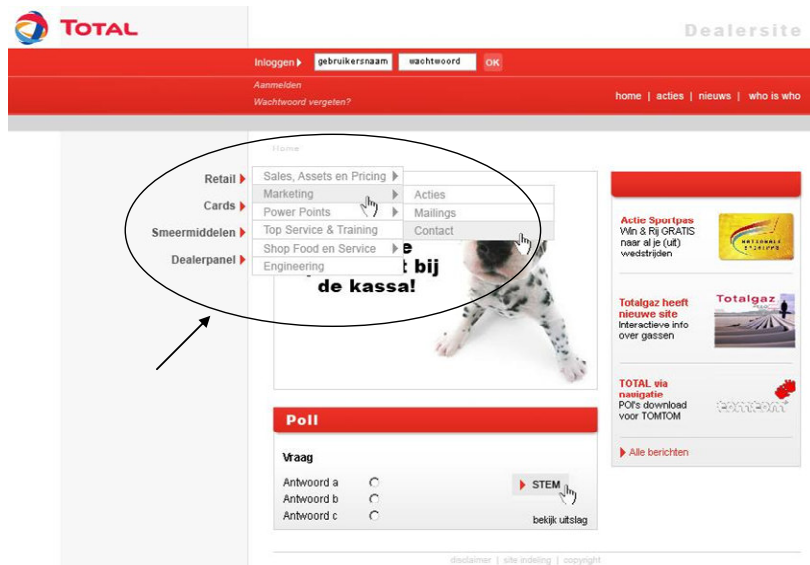 TOTAL
Dealersite
Inloggen
gebruikersnaam
wachtwoord
OK
Aanmelden
Wachtwoord vergeten?
home | acties | nieuws | who is who
Home
Retail
Cards
Smeermiddelen
Dealerpanel
Sales, Assets en Pricing
Marketing
Power Points
Top Service & Training
Shop Food en Service
Engineering
Acties
Mailings
Contact
t bij
de kassa!
Actie Sportpas
Win & Rij GRATIS
naar al je (uit)
wedstrijden
NATIONALE
Totalgaz heeft
nieuwe site
Interactieve info
over gassen
Totalgaz
TOTAL via
navigatie
POI's download
voor TOMTOM
tomtom
Alle berichten
Poll
Vraag
Antwoord a
Antwoord b
Antwoord c
STEM
bekijk uitslag
disclaimer | site indeling | copyright